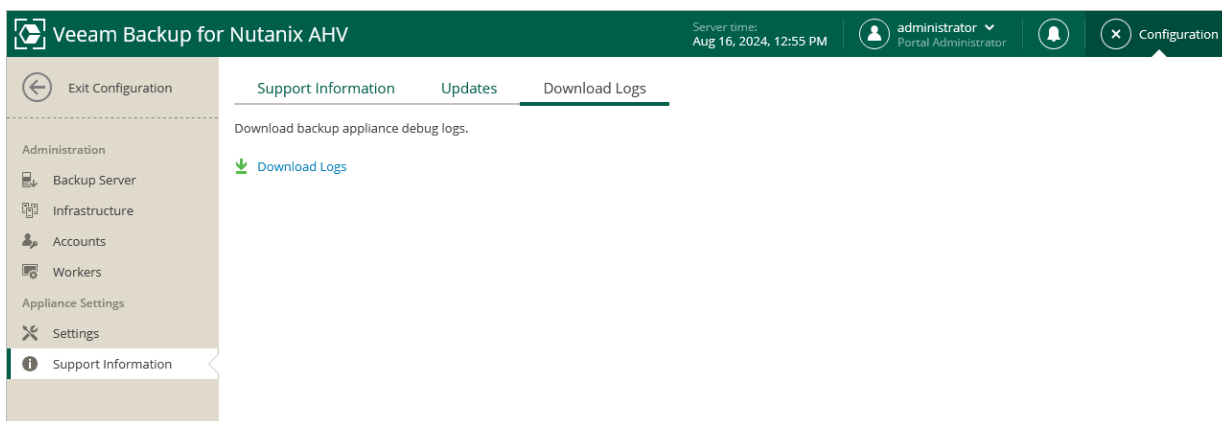 Veeam Backup for Nutanix AHV
Server time:
Aug 16, 2024, 12:55 PM
administrator
Portal Administrator
Configuration
Exit Configuration
Support Information Updates Download Logs
Download backup appliance debug logs.
Download Logs
Administration
Backup Server
Infrastructure
Accounts
Workers
Appliance Settings
Settings
Support Information